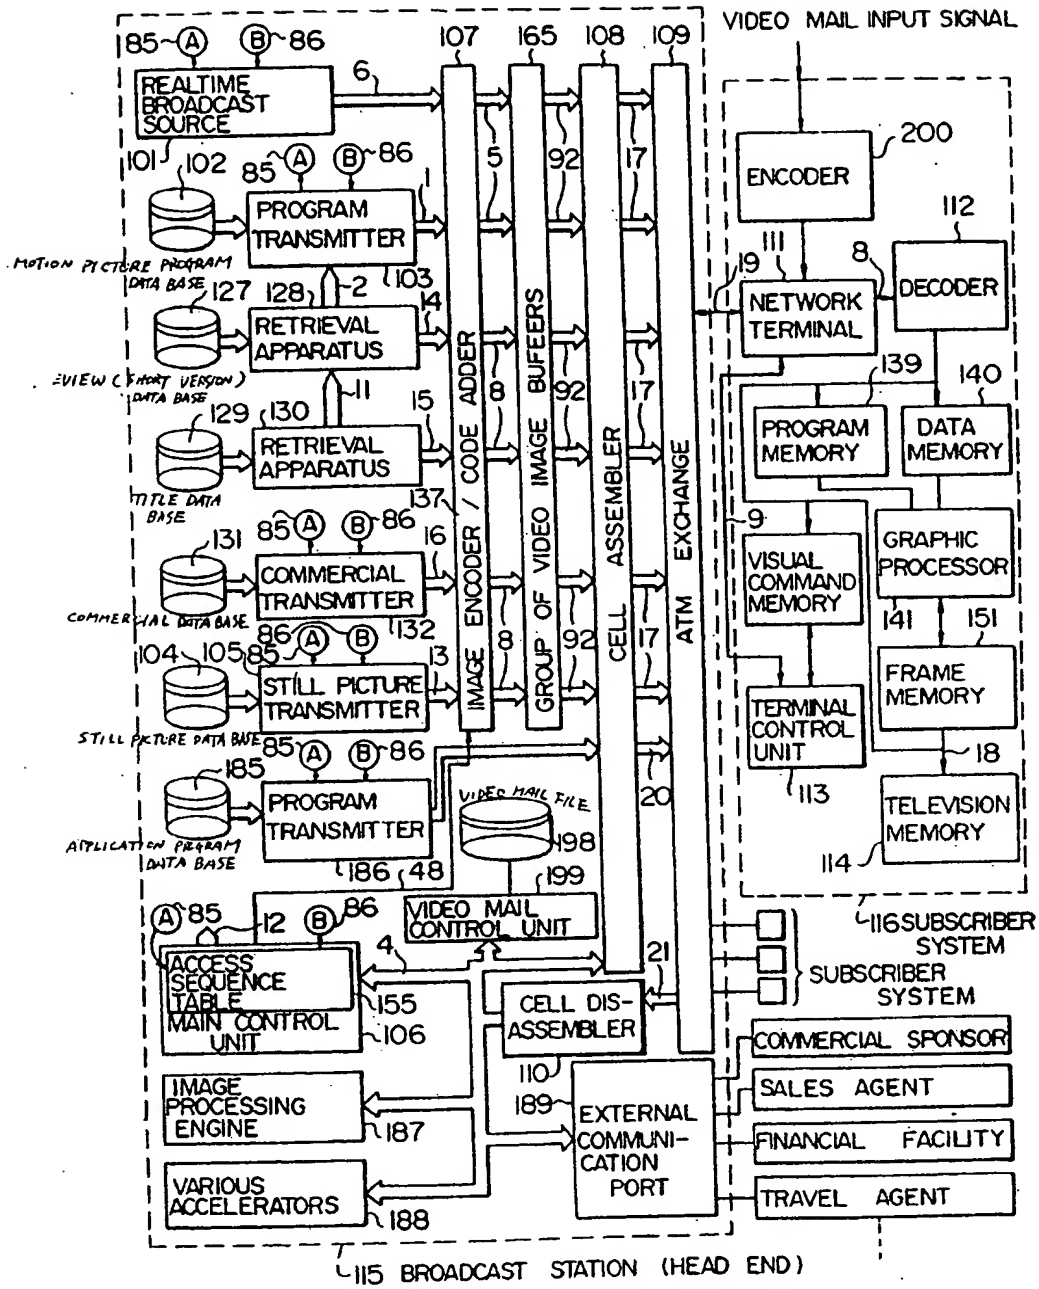 VIDEO MAIL INPUT SIGNAL
85 A B 86
107 165 108 109
REALTIME
BROADCAST
SOURCE
101
6
5 92 17
ENCODER
200
102
MOTION PICTURE PROGRAM
DATA BASE
85 A B 86
PROGRAM
TRANSMITTER
103
1
2
127
EVIEW (SHORT VERSION)
DATA BASE
128
RETRIEVAL
APPARATUS
14
11
8 92 17
129
TITLE DATA
BASE
130
RETRIEVAL
APPARATUS
15
137
131
COMMERCIAL DATABASE
85 A B 86
COMMERCIAL
TRANSMITTER
132
16
8 92 17
104
STILL PICTURE DATA BASE
105 85 A 86 B
STILL PICTURE
TRANSMITTER
13
185
APPLICATION PROGRAM
DATA BASE
85 A B 86
PROGRAM
TRANSMITTER
186
48
20
IMAGE ENCODER / CODE ADDER
GROUP OF VIDEO IMAGE BUFFERS
CELL ASSEMBLER
ATM EXCHANGE
VIDEO MAIL FILE
198
199
VIDEO MAIL
CONTROL UNIT
A 85 12 B 86
ACCESS
SEQUENCE
TABLE
155
MAIN CONTROL
UNIT
106
4
21
CELL DIS-
ASSEMBLER
110
IMAGE
PROCESSING
ENGINE
187
VARIOUS
ACCELERATORS
188
189
EXTERNAL
COMMUNI-
CATION
PORT
115 BROADCAST STATION (HEAD END)
19
111
NETWORK
TERMINAL
8
112
DECODER
139
PROGRAM
MEMORY
140
DATA
MEMORY
9
VISUAL
COMMAND
MEMORY
GRAPHIC
PROCESSOR
141
151
FRAME
MEMORY
TERMINAL
CONTROL
UNIT
113
18
TELEVISION
MEMORY
114
116 SUBSCRIBER
SYSTEM
SUBSCRIBER
SYSTEM
COMMERCIAL SPONSOR
SALES AGENT
FINANCIAL FACILITY
TRAVEL AGENT